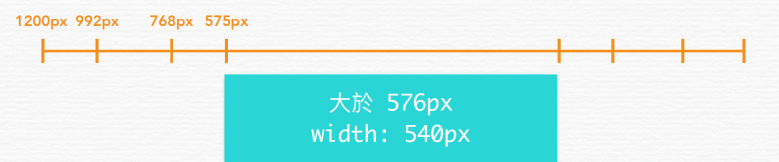 1200px 992px 768px 575px
大於 576px
width: 540px